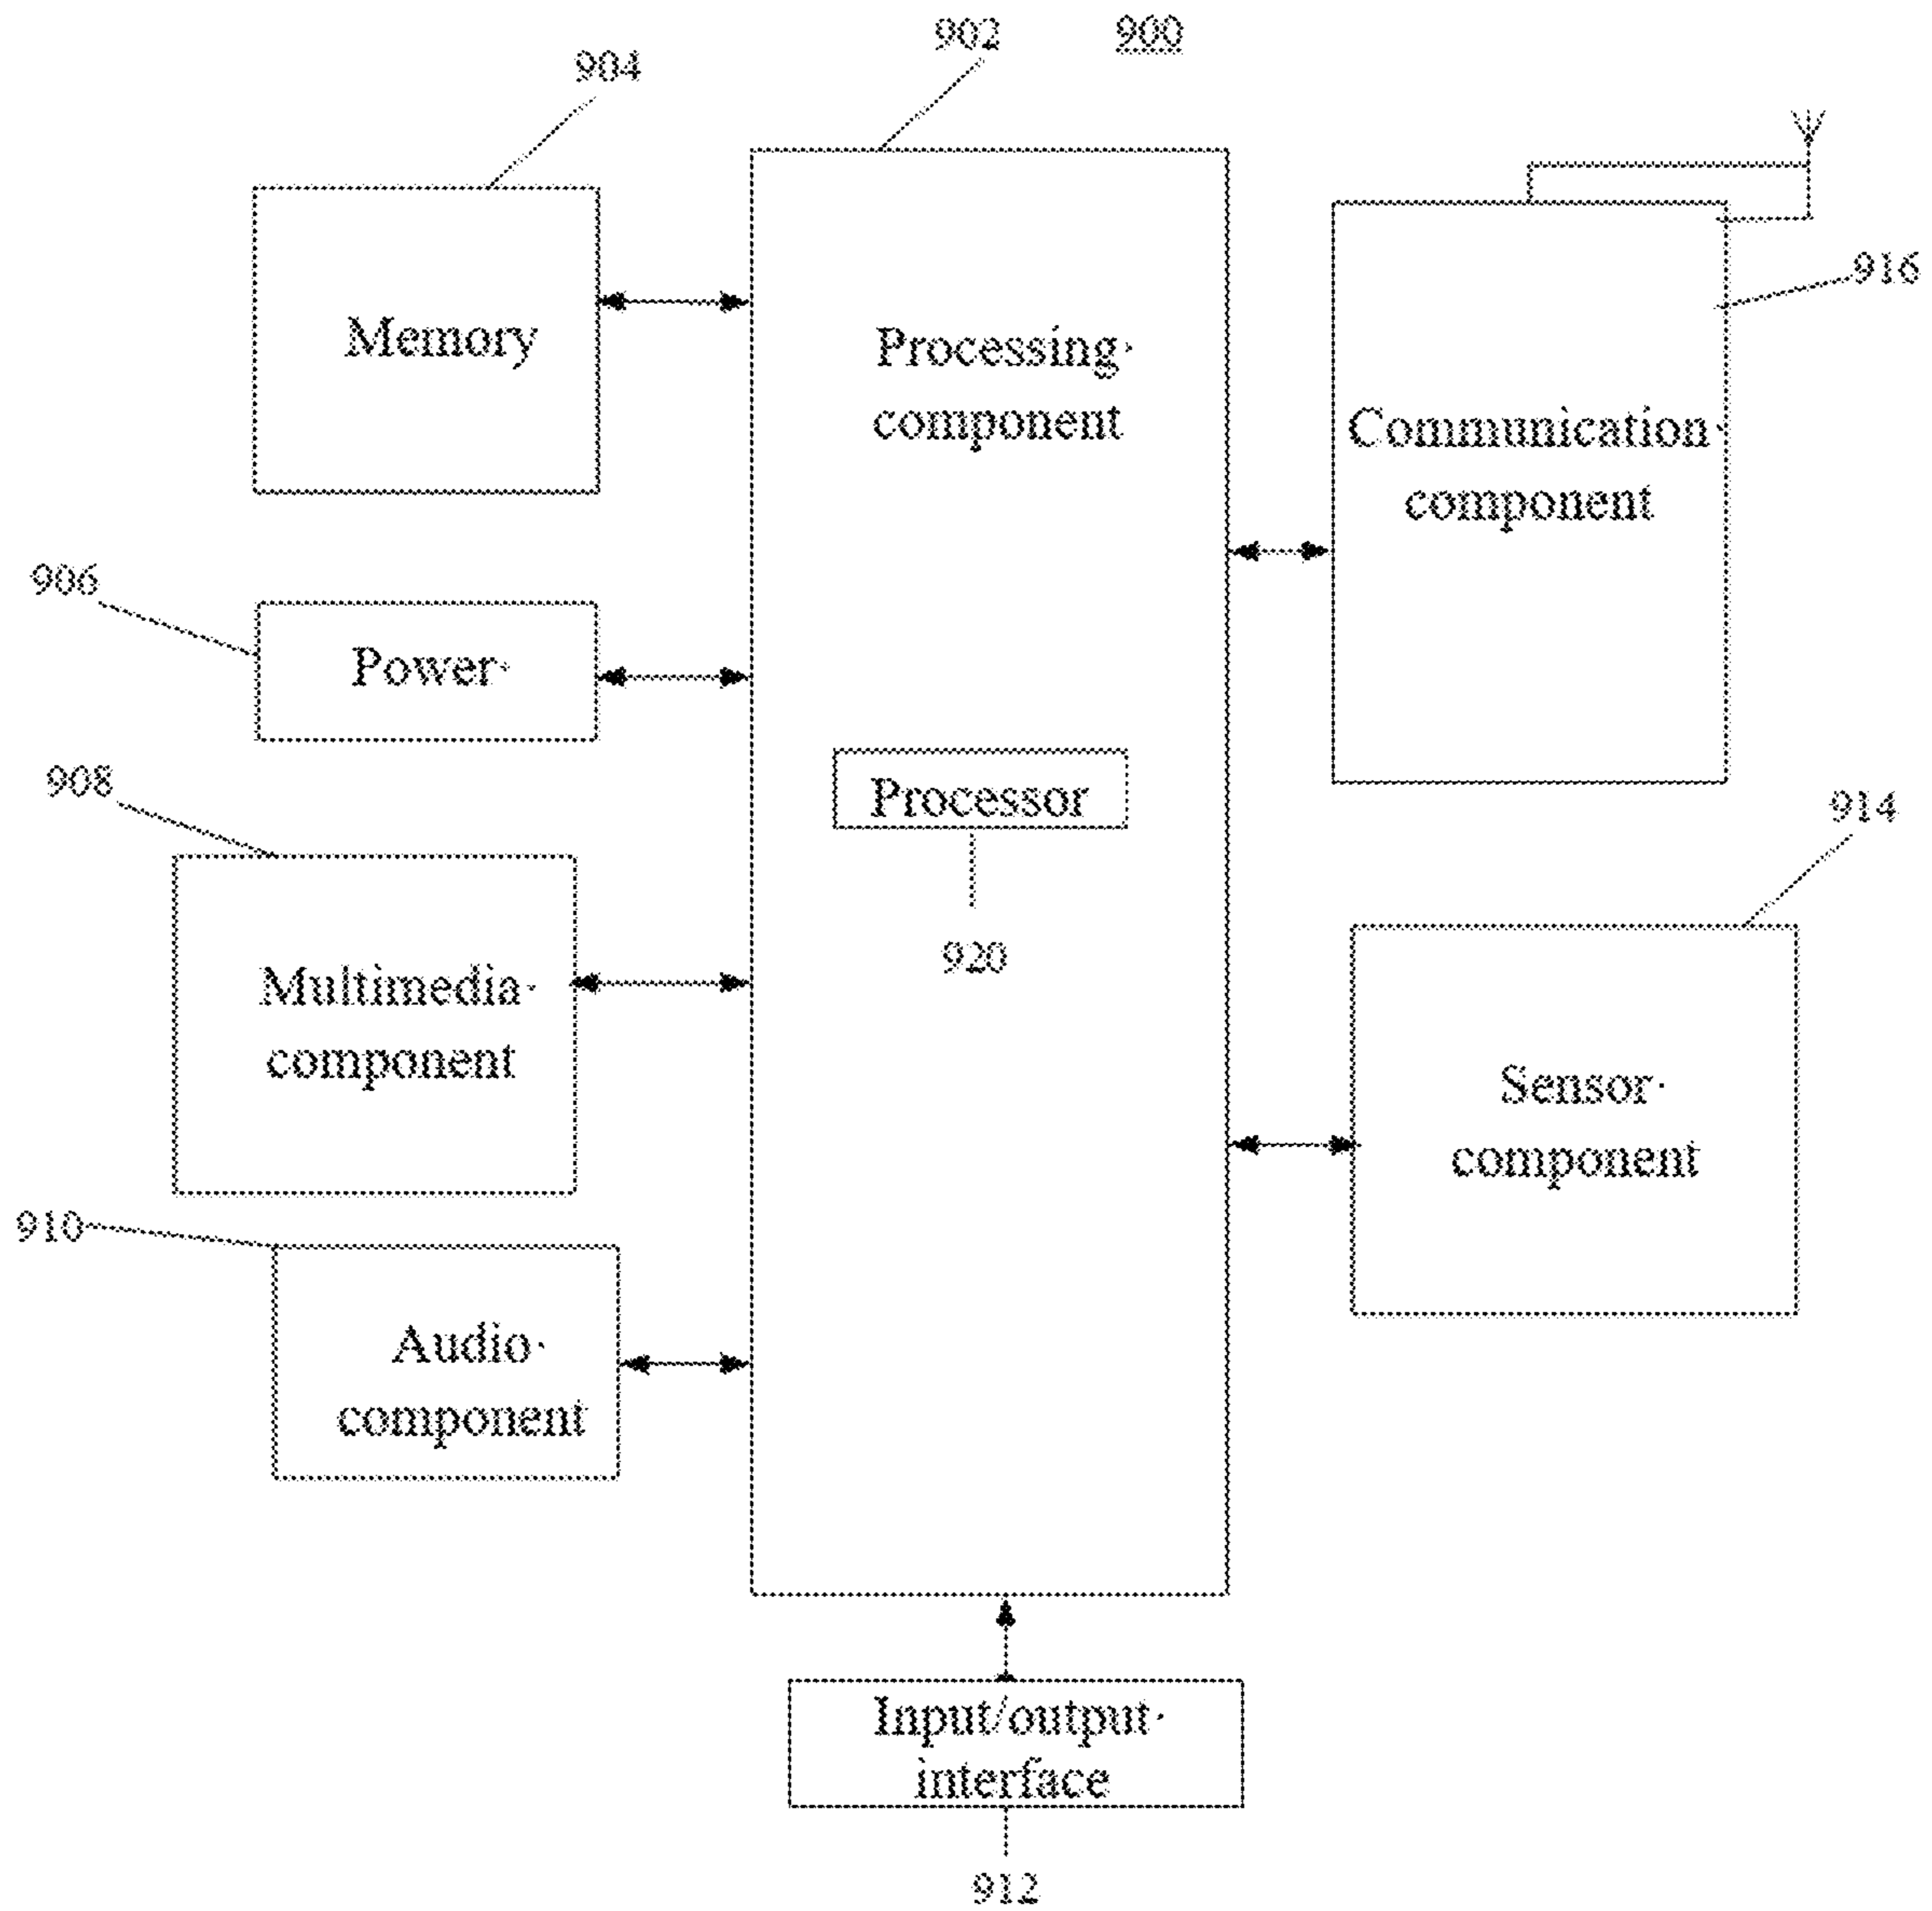 902
900
904
Memory
Processing
component
916
Communication
component
906
Power
908
Processor
914
920
Multimedia
component
Sensor
component
910
Audio
component
Input/output
interface
912